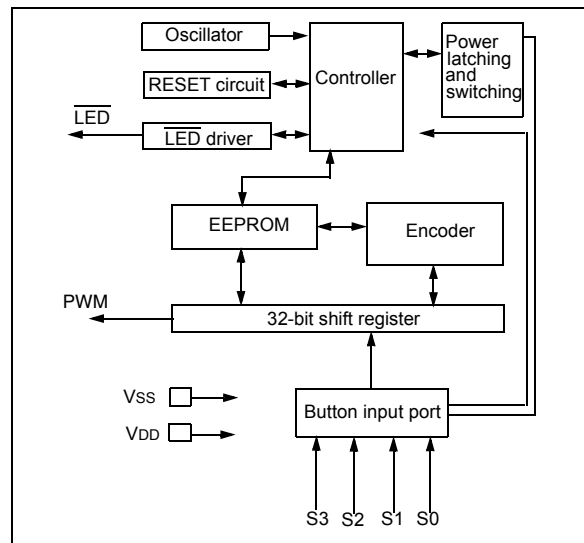 Oscillator
RESET circuit
LED
LED driver
Controller
Power
latching
and
switching
EEPROM
Encoder
PWM
32-bit shift register
VSS
VDD
Button input port
S3 S2 S1 S0